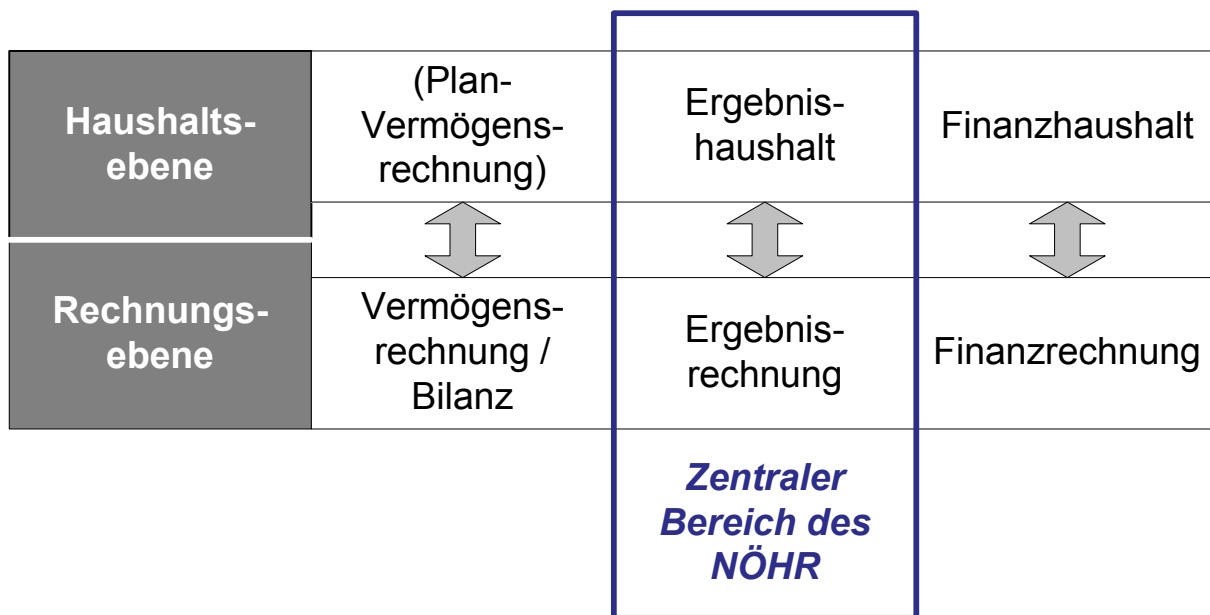 Haushalts-
ebene
(Plan-
Vermögens-
rechnung)
Ergebnis-
haushalt
Finanzhaushalt
Rechnungs-
ebene
Vermögens-
rechnung /
Bilanz
Ergebnis-
rechnung
Finanzrechnung
Zentraler
Bereich des
NÖHR